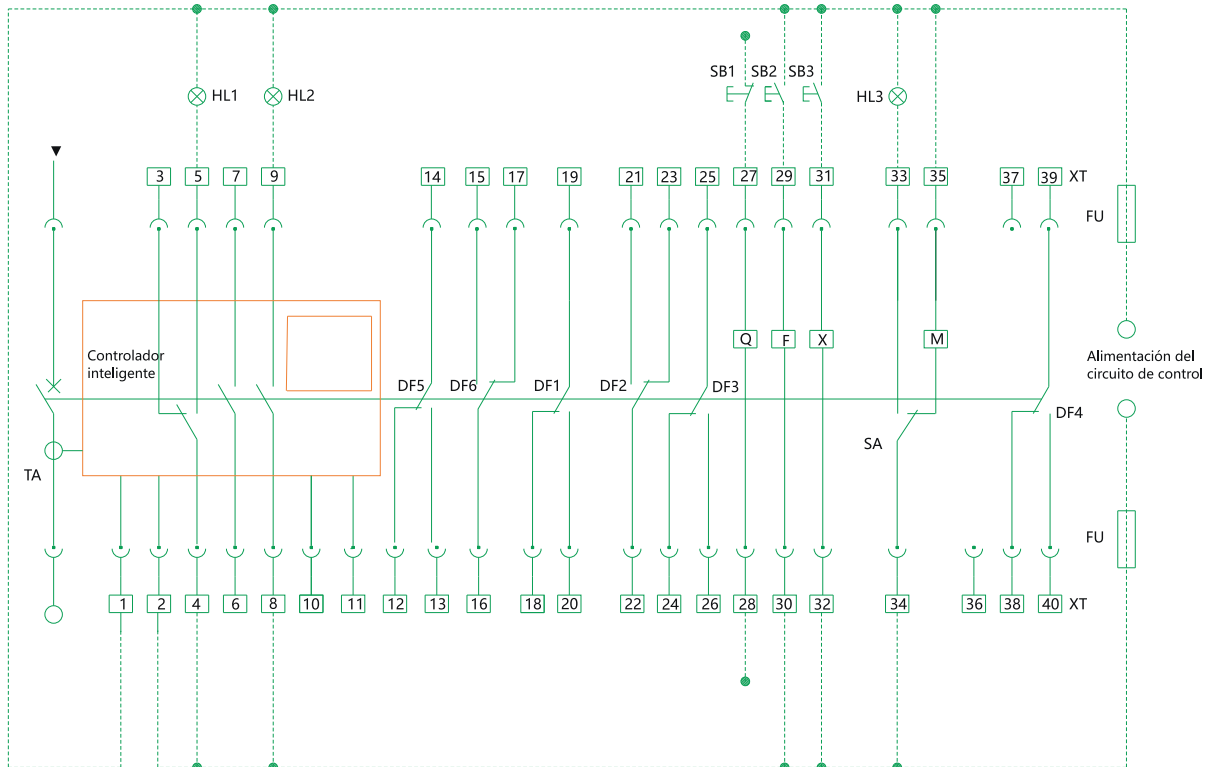 SB1 SB2 SB3
HL1 HL2 HL3
3 5 7 9 14 15 17 19 21 23 25 27 29 31 33 35 37 39 XT
FU
Q F X M
Controlador
inteligente
Alimentación del
circuito de control
DF5 DF6 DF1 DF2 DF3 DF4
SA
TA
FU
1 2 4 6 8 10 11 12 13 16 18 20 22 24 26 28 30 32 34 36 38 40 XT